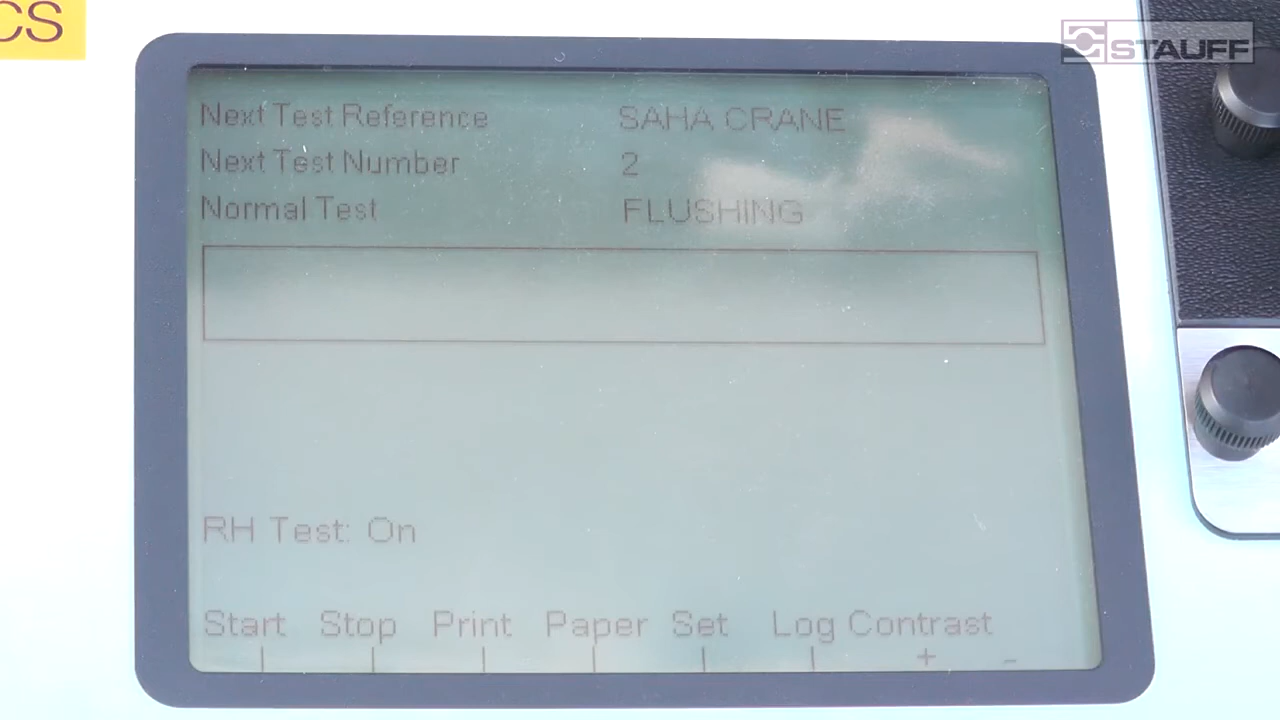 CS
STAUFF
Next Test Reference SAHA CRANE
Next Test Number 2
Normal Test FLUSHING
RH Test: On
Start Stop Print Paper Set Log Contrast
+ -